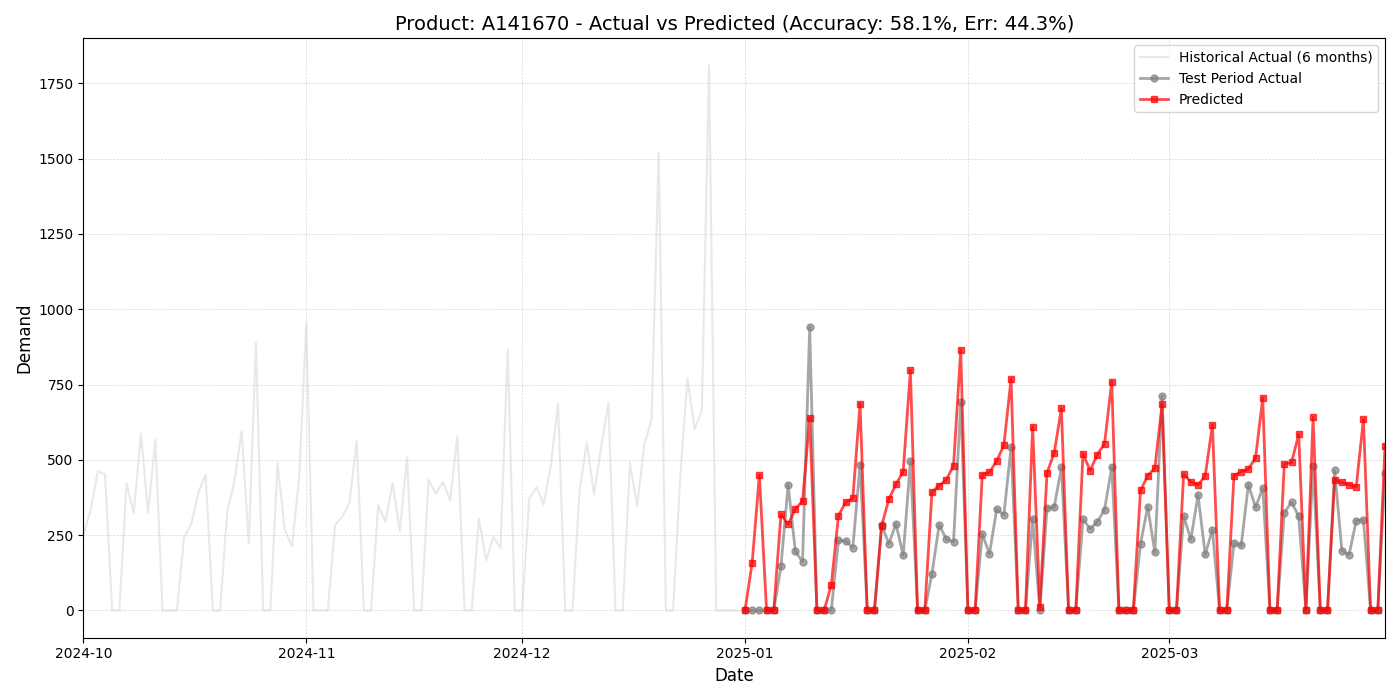 Product: A141670 - Actual vs Predicted (Accuracy: 58.1%, Err: 44.3%)
Historical Actual (6 months)
Test Period Actual
Predicted
Demand
1750
1500
1250
1000
750
500
250
0
2024-10
2024-11
2024-12
2025-01
2025-02
2025-03
Date